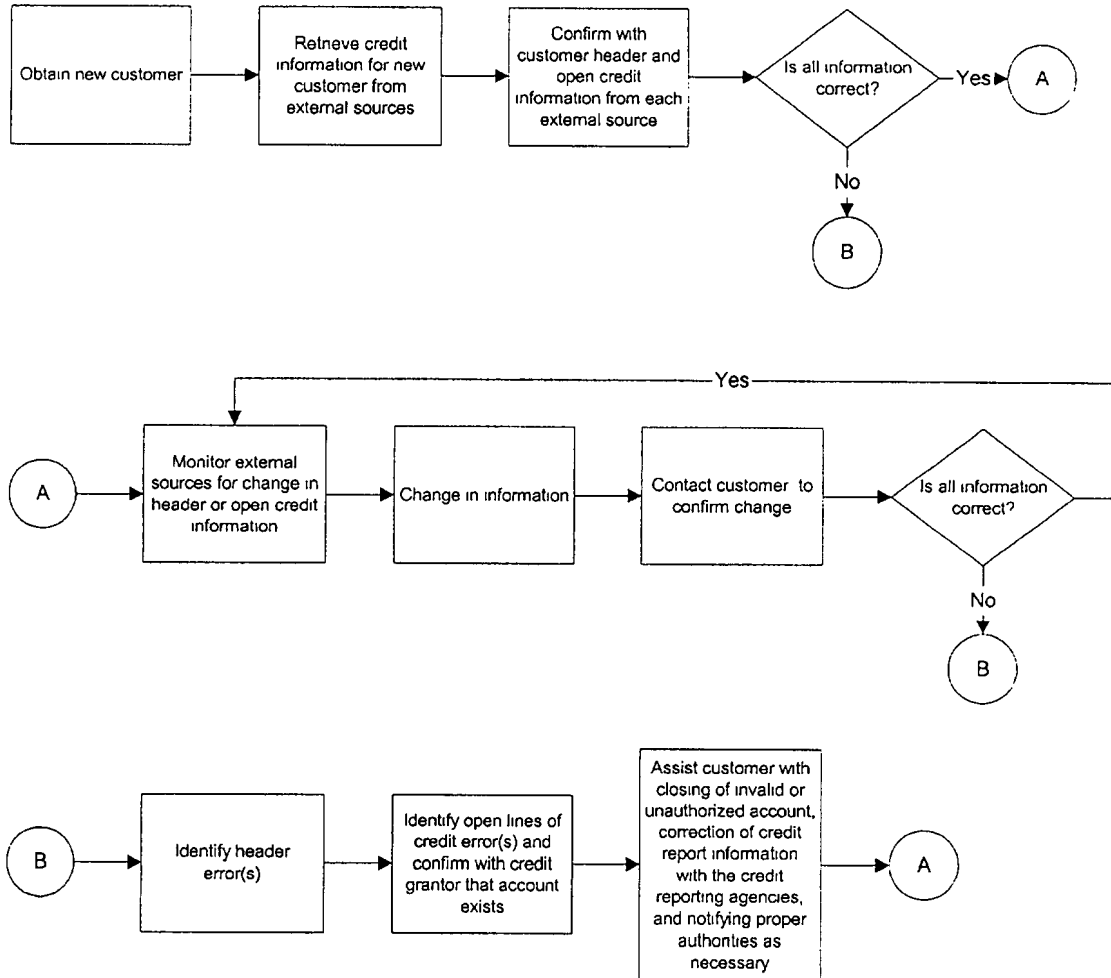 Obtain new customer
Retrieve credit
information for new
customer from
external sources
Confirm with
customer header and
open credit
information from each
external source
Is all information
correct?
Yes
A
No
B
Yes
A
Monitor external
sources for change in
header or open credit
information
Change in information
Contact customer to
confirm change
Is all information
correct?
No
B
B
Identify header
error(s)
Identify open lines of
credit error(s) and
confirm with credit
grantor that account
exists
Assist customer with
closing of invalid or
unauthorized account,
correction of credit
report information
with the credit
reporting agencies,
and notifying proper
authorities as
necessary
A